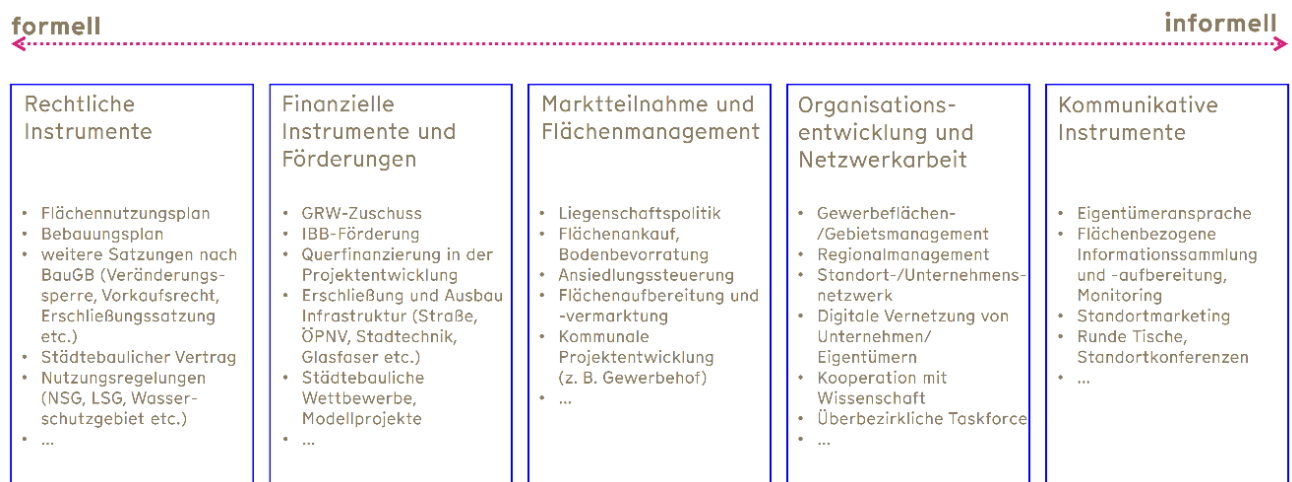 formell
informell
Rechtliche
Instrumente
• Flächennutzungsplan
• Bebauungsplan
• weitere Satzungen nach
BauGB (Veränderungs-
sperre, Vorkaufsrecht,
Erschließungssatzung
etc.)
• Städtebaulicher Vertrag
• Nutzungsregelungen
(NSG, LSG, Wasser-
schutzgebiet etc.)
• ...
Finanzielle
Instrumente und
Förderungen
• GRW-Zuschuss
• IBB-Förderung
• Querfinanzierung in der
Projektentwicklung
• Erschließung und Ausbau
Infrastruktur (Straße,
ÖPNV, Stadtechnik,
Glasfaser etc.)
• Städtebauliche
Wettbewerbe,
Modellprojekte
• ...
Marktteilnahme und
Flächenmanagement
• Liegenschaftspolitik
• Flächenankauf,
Bodenbevorratung
• Ansiedlungssteuerung
• Flächenaufbereitung und
-vermarktung
• Kommunale
Projektentwicklung
(z. B. Gewerbehof)
• ...
Organisations-
entwicklung und
Netzwerkarbeit
• Gewerbeflächen-
/Gebietsmanagement
• Regionalmanagement
• Standort-/Unternehmens-
netzwerk
• Digitale Vernetzung von
Unternehmen/
Eigentümern
• Kooperation mit
Wissenschaft
• Überbezirkliche Taskforce
• ...
Kommunikative
Instrumente
• Eigentümeransprache
• Flächenbezogene
Informationssammlung
und -aufbereitung,
Monitoring
• Standortmarketing
• Runde Tische,
Standortkonferenzen
• ...